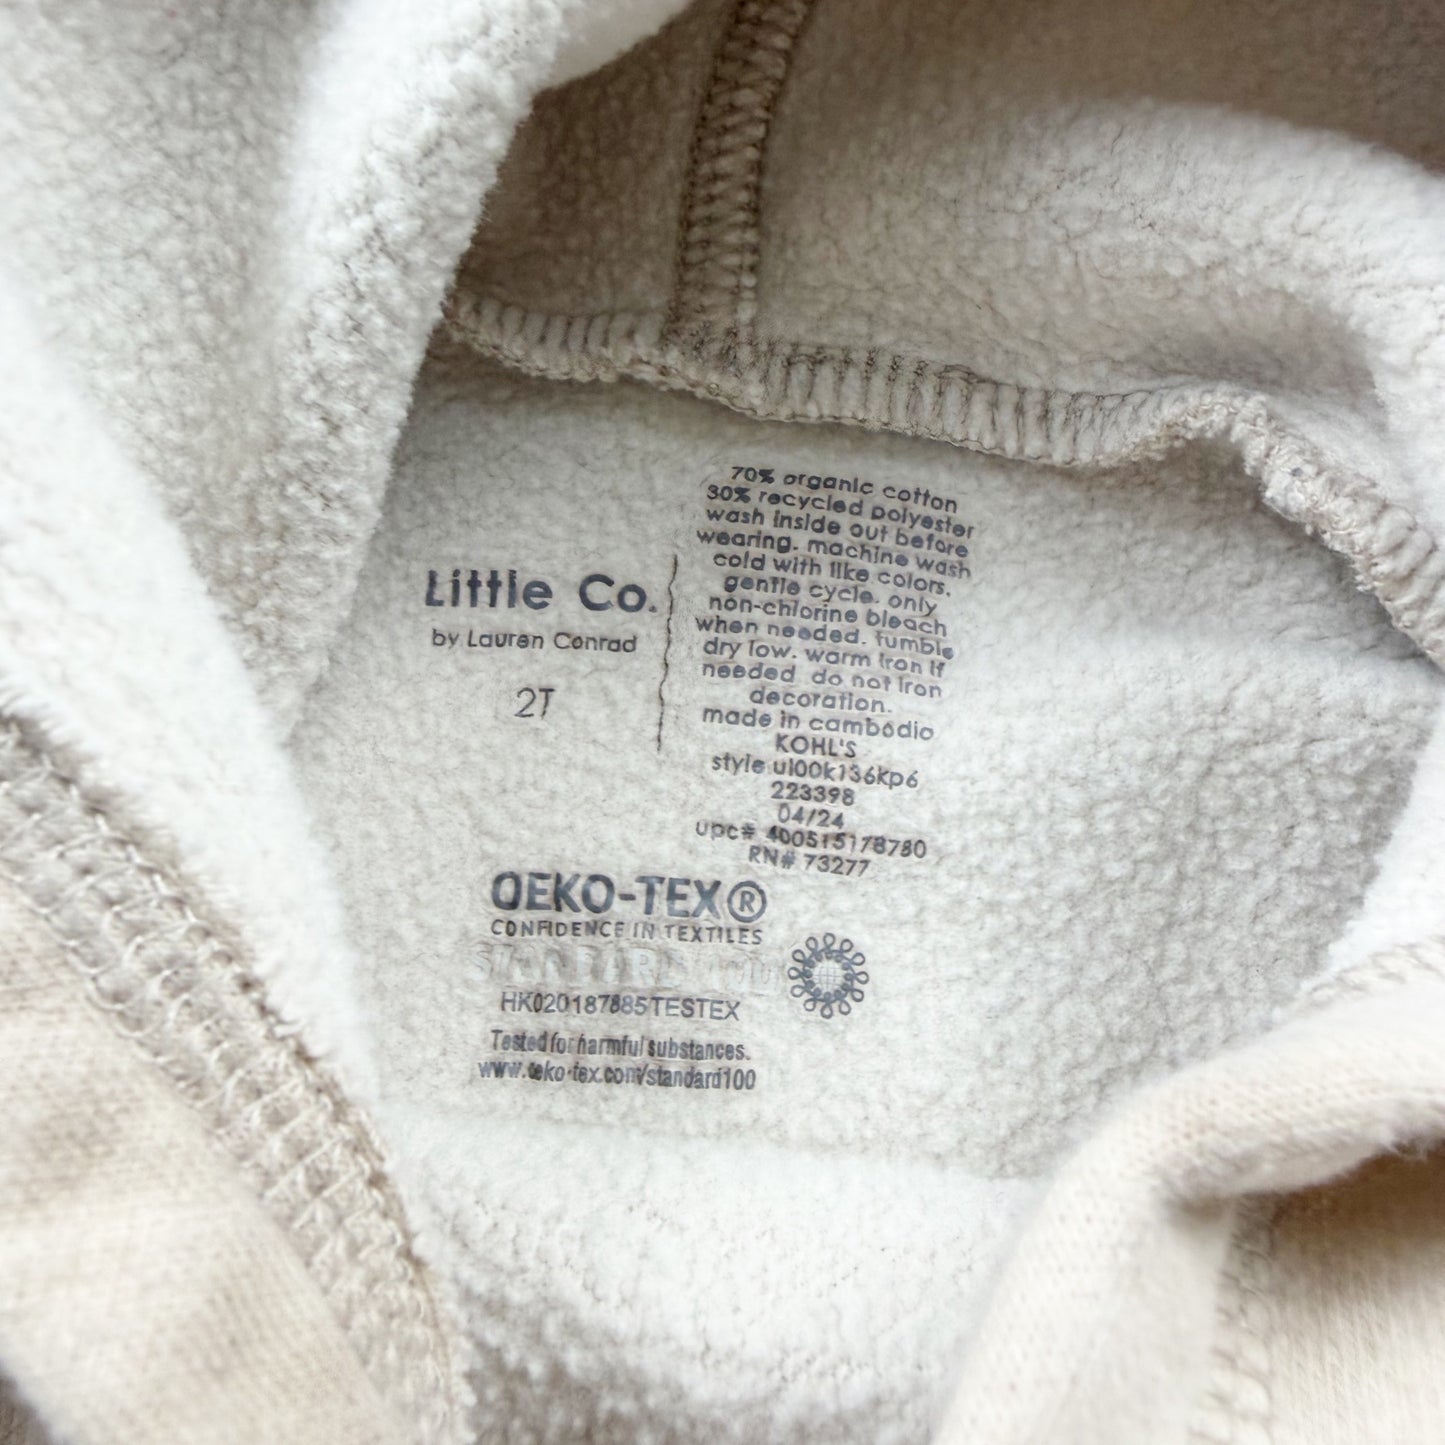 Little Co.
by Lauren Conrad
2T
70% organic cotton
30% recycled polyester
wash inside out before
wearing. machine wash
cold with like colors.
gentle cycle. only
non-chlorine bleach
when needed. tumble
dry low. warm iron if
needed. do not iron
decoration.
made in cambodia
KOHL'S
style ul00k136kp6
223398
04/24
upc# 400515178780
RN# 73277
OEKO-TEX®
CONFIDENCE IN TEXTILES
STANDARD 100
HK020187885TESTEX
Tested for harmful substances.
www.oeko-tex.com/standard100